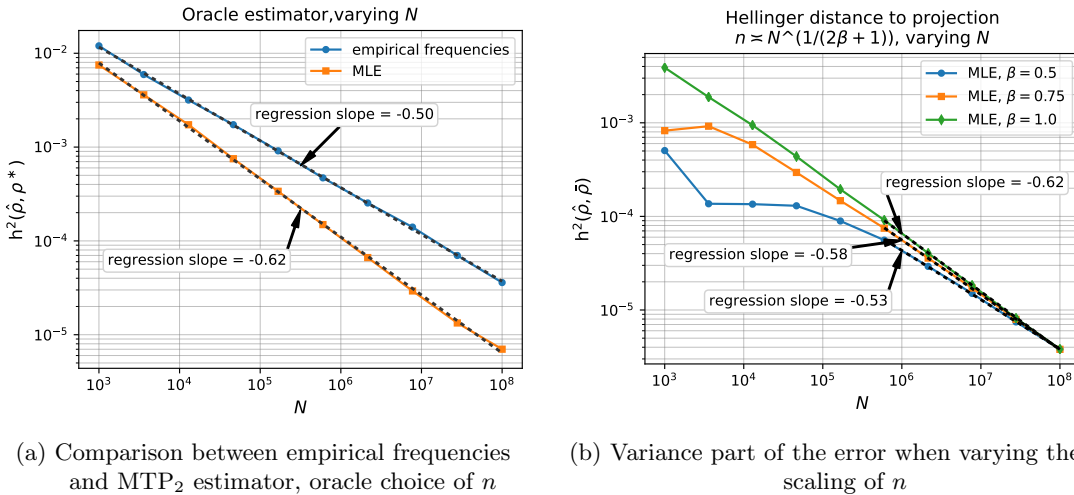 Oracle estimator,varying N
h²(ρ̂, ρ*)
10⁻²
10⁻³
10⁻⁴
10⁻⁵
empirical frequencies
MLE
regression slope = -0.50
regression slope = -0.62
10³ 10⁴ 10⁵ 10⁶ 10⁷ 10⁸
N
Hellinger distance to projection
n ≍ N^(1/(2β + 1)), varying N
h²(ρ̂, ρ̄)
10⁻³
10⁻⁴
10⁻⁵
MLE, β = 0.5
MLE, β = 0.75
MLE, β = 1.0
regression slope = -0.62
regression slope = -0.58
regression slope = -0.53
10³ 10⁴ 10⁵ 10⁶ 10⁷ 10⁸
N
(a) Comparison between empirical frequencies
and MTP₂ estimator, oracle choice of n
(b) Variance part of the error when varying the
scaling of n